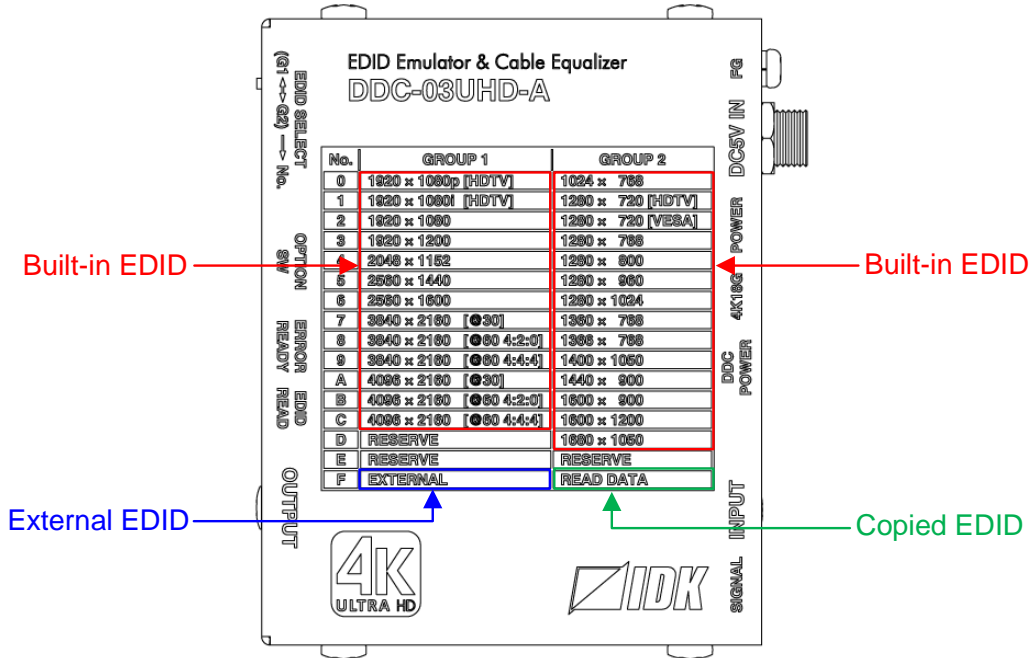 EDID Emulator & Cable Equalizer
DDC-03UHD-A
EDID SELECT
(G1 ↔ G2) → No.
OPTION
SW
ERROR
READY
EDID
READ
OUTPUT
No. GROUP 1 GROUP 2
0 1920 × 1080p [HDTV] 1024 × 768
1 1920 × 1080i [HDTV] 1280 × 720 [HDTV]
2 1920 × 1080 1280 × 720 [VESA]
3 1920 × 1200 1280 × 768
4 2048 × 1152 1280 × 800
5 2560 × 1440 1280 × 960
6 2560 × 1600 1280 × 1024
7 3840 × 2160 [@30] 1360 × 768
8 3840 × 2160 [@60 4:2:0] 1366 × 768
9 3840 × 2160 [@60 4:4:4] 1400 × 1050
A 4096 × 2160 [@30] 1440 × 900
B 4096 × 2160 [@60 4:2:0] 1600 × 900
C 4096 × 2160 [@60 4:4:4] 1600 × 1200
D RESERVE 1680 × 1050
E RESERVE RESERVE
F EXTERNAL READ DATA
FG
DC5V IN
POWER
4K18G
DDC
POWER
INPUT
SIGNAL
Built-in EDID
Built-in EDID
External EDID
Copied EDID
4K
ULTRA HD
IDK